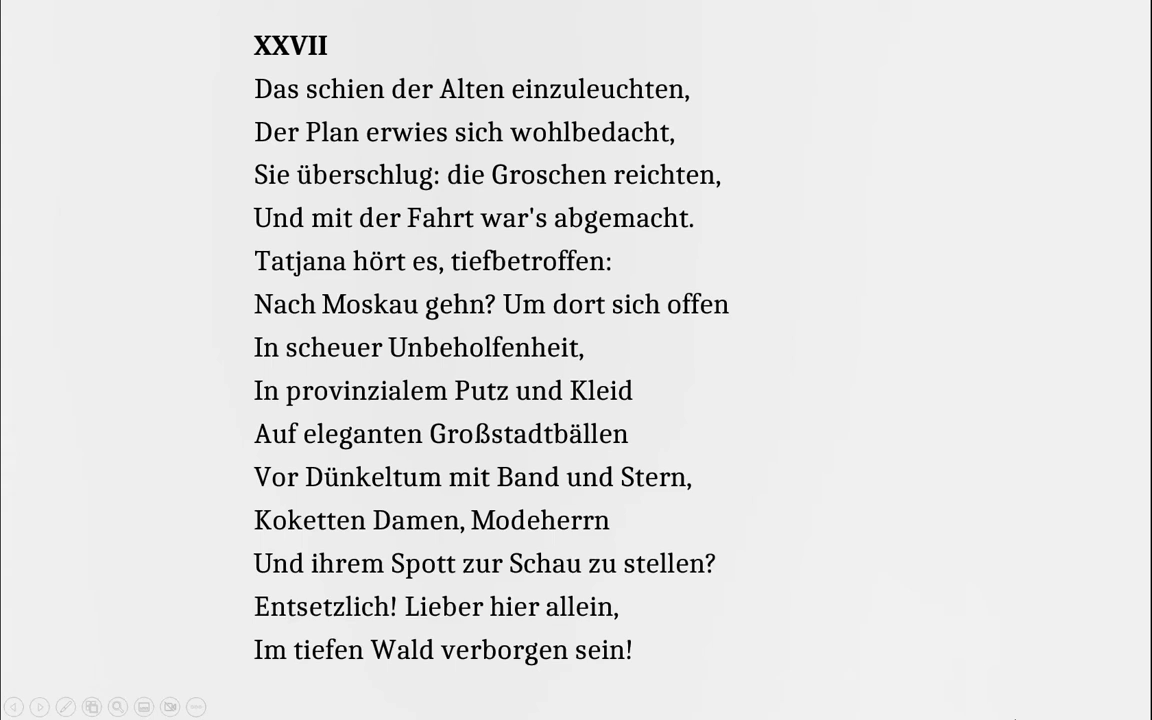 XXVII
Das schien der Alten einzuleuchten,
Der Plan erwies sich wohlbedacht,
Sie überschlug: die Groschen reichten,
Und mit der Fahrt war's abgemacht.
Tatjana hört es, tiefbetroffen:
Nach Moskau gehn? Um dort sich offen
In scheuer Unbeholfenheit,
In provinzialem Putz und Kleid
Auf eleganten Großstadtbällen
Vor Dünkeltum mit Band und Stern,
Koketten Damen, Modeherrn
Und ihrem Spott zur Schau zu stellen?
Entsetzlich! Lieber hier allein,
Im tiefen Wald verborgen sein!